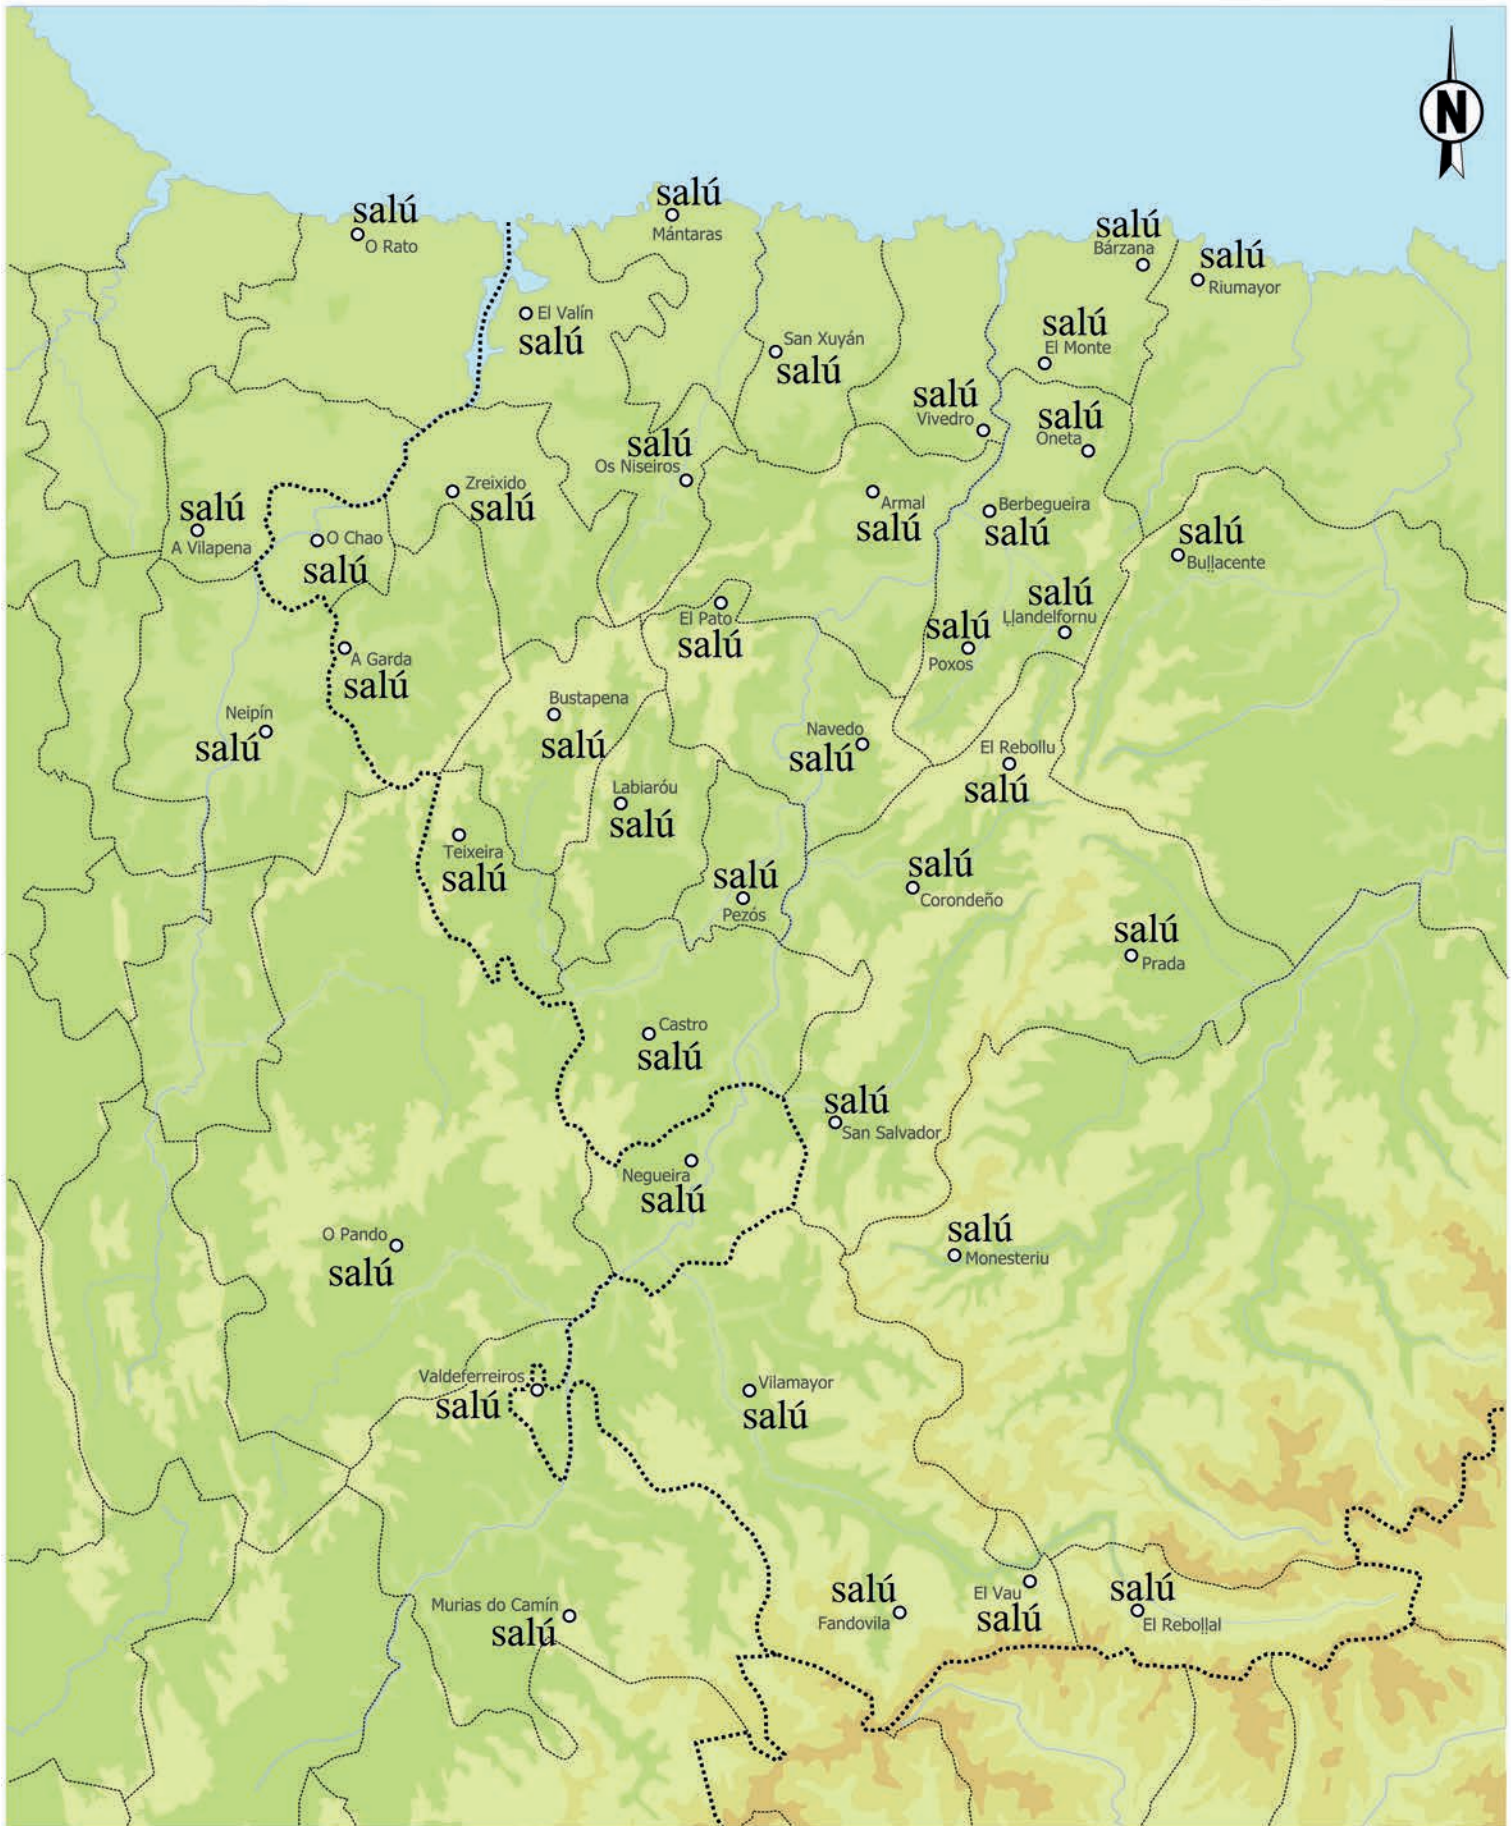 N
salú
O Rato
salú
Mántaras
salú
Bárzana
salú
Riumayor
El Valín
salú
San Xuyán
salú
salú
El Monte
salú
Vivedro
salú
Oneta
salú
Os Niseiros
Zreixido
salú
salú
A Vilapena
O Chao
salú
Armal
salú
Berbegueira
salú
salú
Buḷḷacente
El Pato
salú
salú
Ḷḷandelfornu
salú
Poxos
A Garda
salú
Neipín
salú
Bustapena
salú
Navedo
salú
El Rebollu
salú
Labiaróu
salú
Teixeira
salú
salú
Pezós
salú
Corondeño
salú
Prada
Castro
salú
salú
San Salvador
Negueira
salú
O Pando
salú
salú
Monesteriu
Valdeferreiros
salú
Vilamayor
salú
Murias do Camín
salú
salú
Fandovila
El Vau
salú
salú
El Reboḷḷal